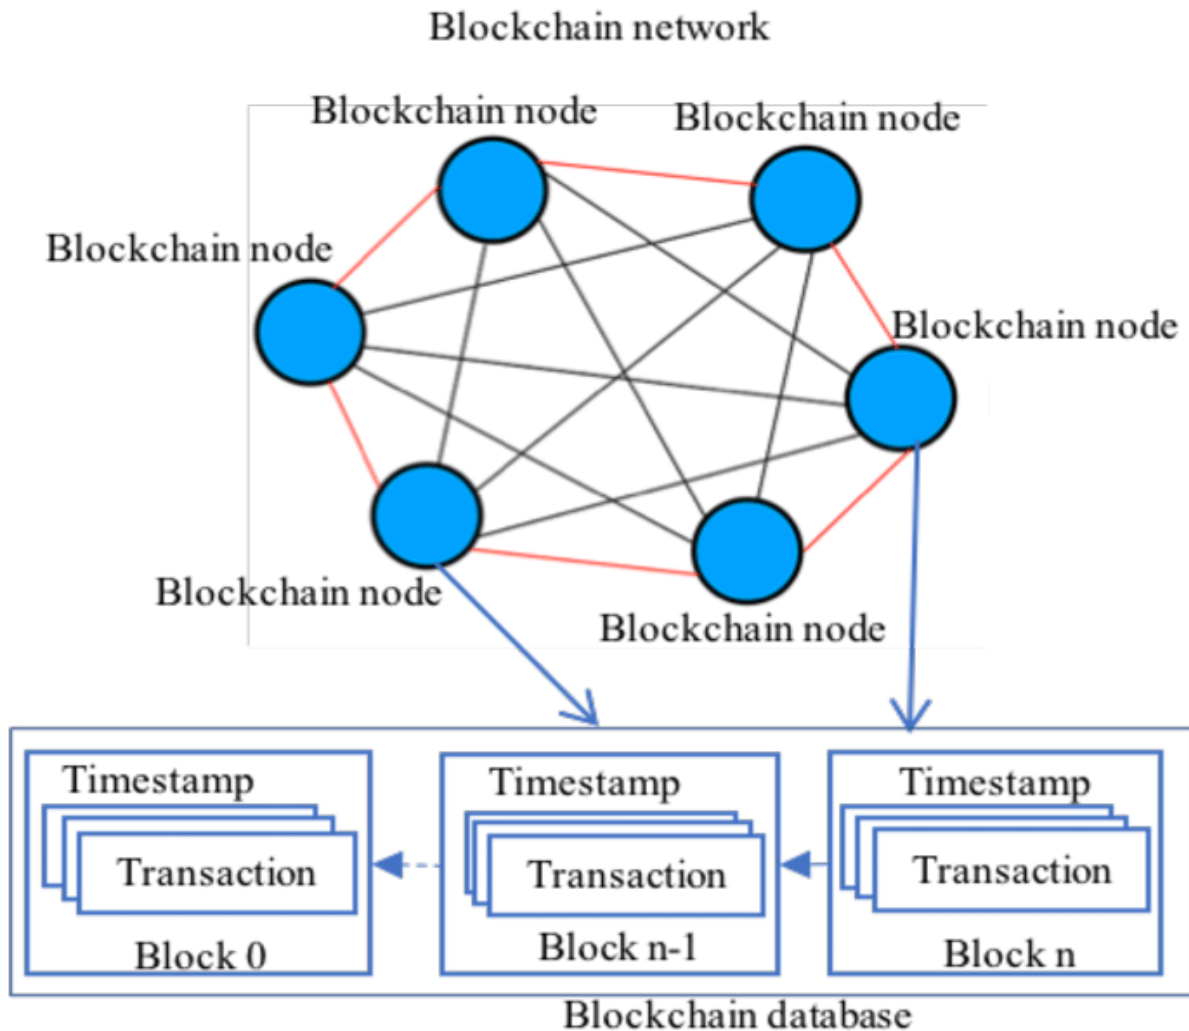 Blockchain network
Blockchain node
Blockchain node
Blockchain node
Blockchain node
Blockchain node
Blockchain node
Timestamp
Transaction
Block 0
Timestamp
Transaction
Block n-1
Timestamp
Transaction
Block n
Blockchain database